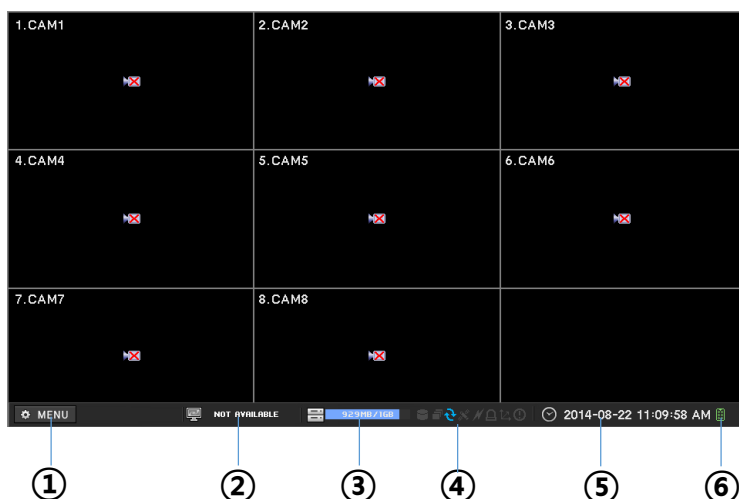 1.CAM1
2.CAM2
3.CAM3
4.CAM4
5.CAM5
6.CAM6
7.CAM7
8.CAM8
MENU
NOT AVAILABLE
929MB/1GB
2014-08-22 11:09:58 AM
① ② ③ ④ ⑤ ⑥